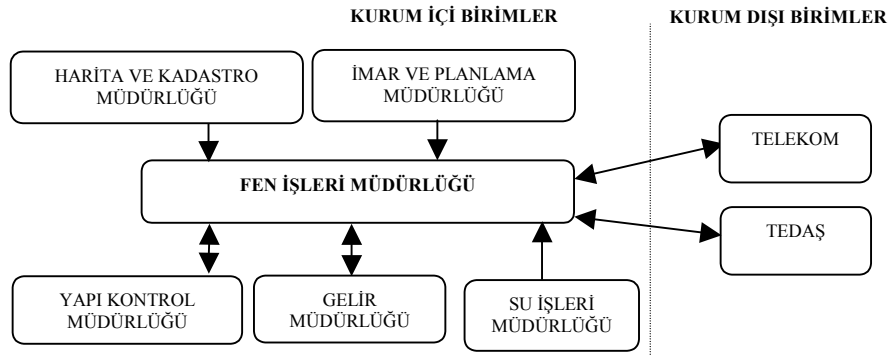 KURUM İÇİ BİRİMLER
KURUM DIŞI BİRİMLER
HARİTA VE KADASTRO
MÜDÜRLÜĞÜ
İMAR VE PLANLAMA
MÜDÜRLÜĞÜ
TELEKOM
FEN İŞLERİ MÜDÜRLÜĞÜ
TEDAŞ
YAPI KONTROL
MÜDÜRLÜĞÜ
GELİR
MÜDÜRLÜĞÜ
SU İŞLERİ
MÜDÜRLÜĞÜ